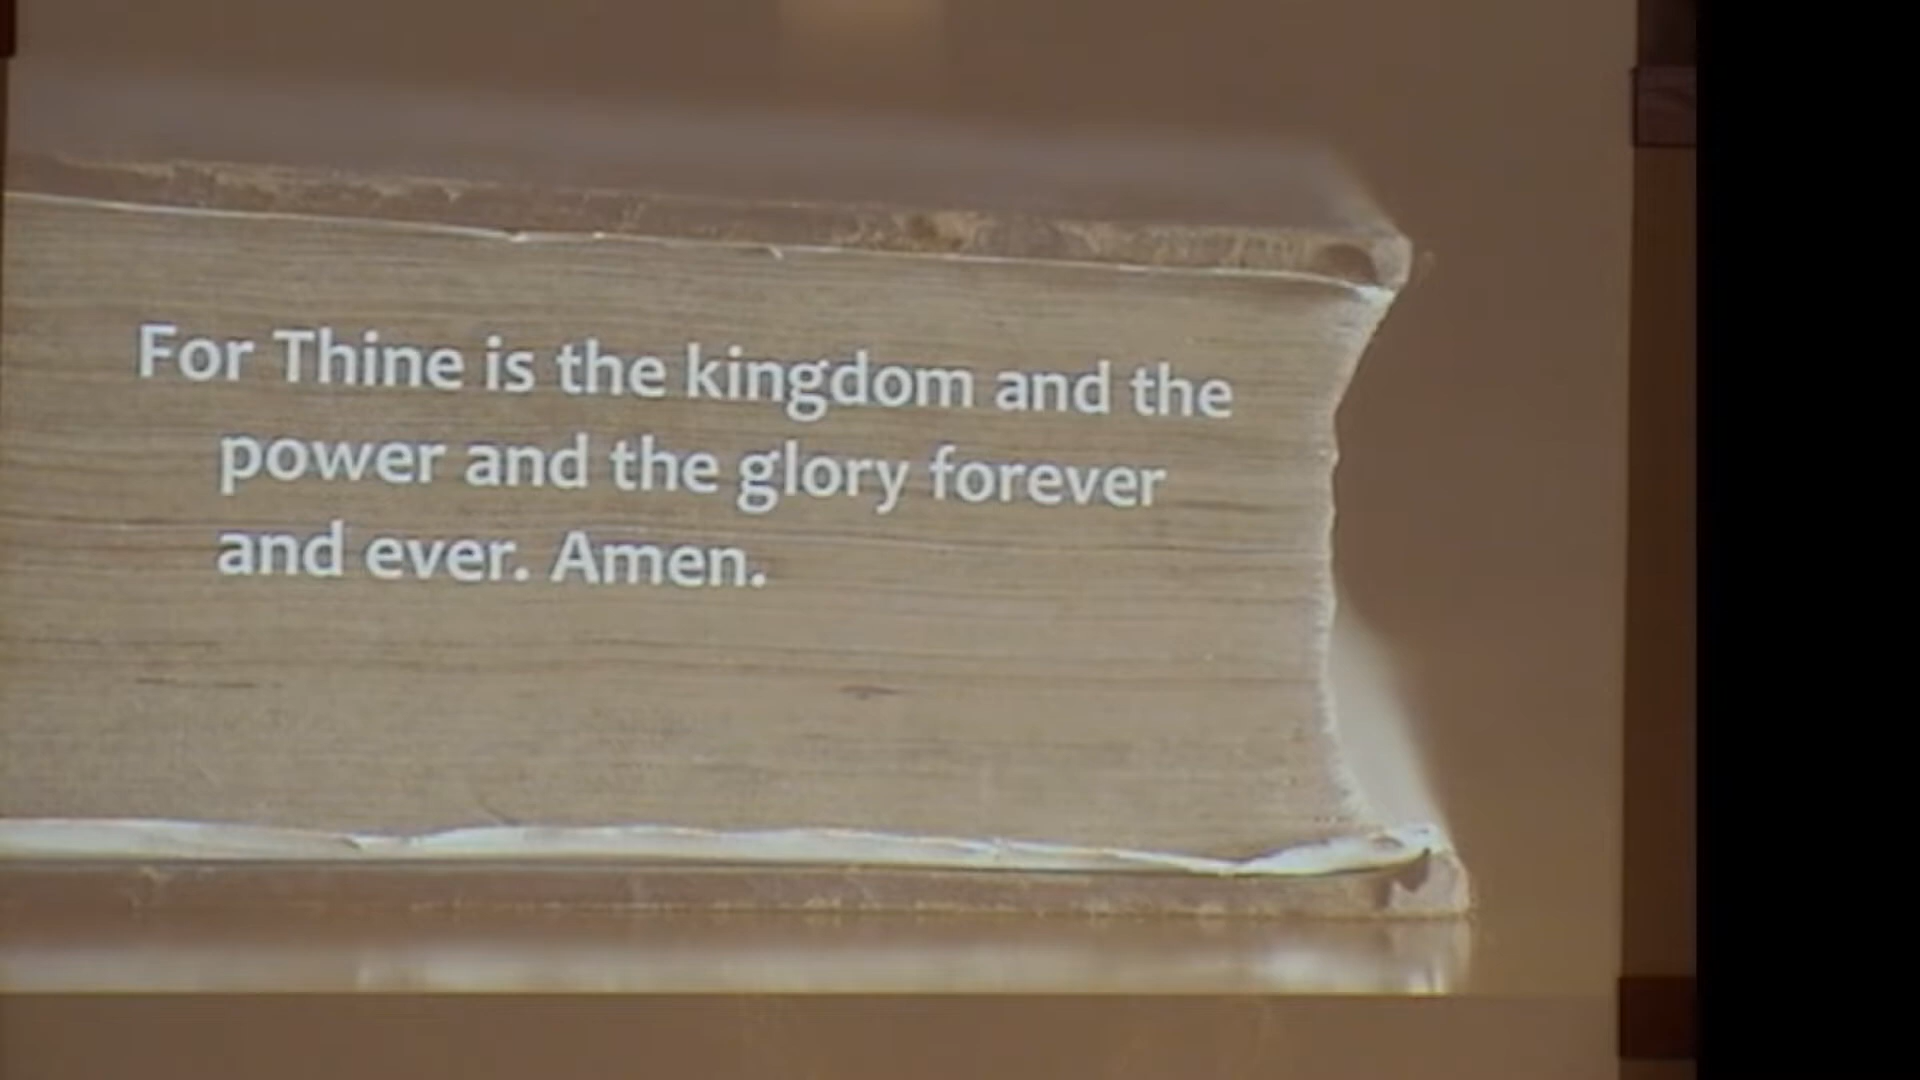 For Thine is the kingdom and the
power and the glory forever
and ever. Amen.